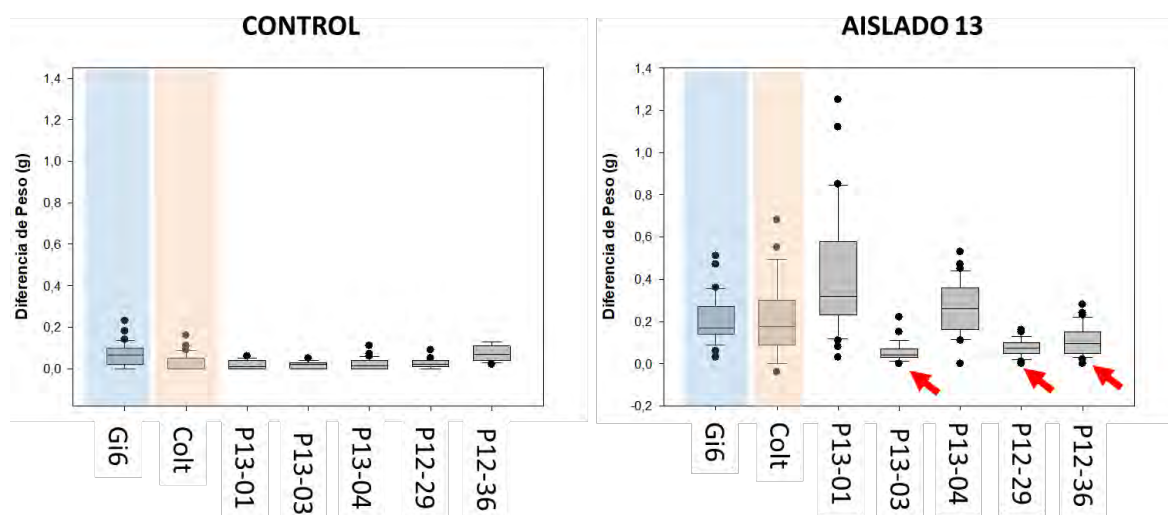 CONTROL
Diferencia de Peso (g)
1,4
1,2
1,0
0,8
0,6
0,4
0,2
0,0
Gi6
Colt
P13-01
P13-03
P13-04
P12-29
P12-36
AISLADO 13
Diferencia de Peso (g)
1,4
1,2
1,0
0,8
0,6
0,4
0,2
0,0
-0,2
Gi6
Colt
P13-01
P13-03
P13-04
P12-29
P12-36